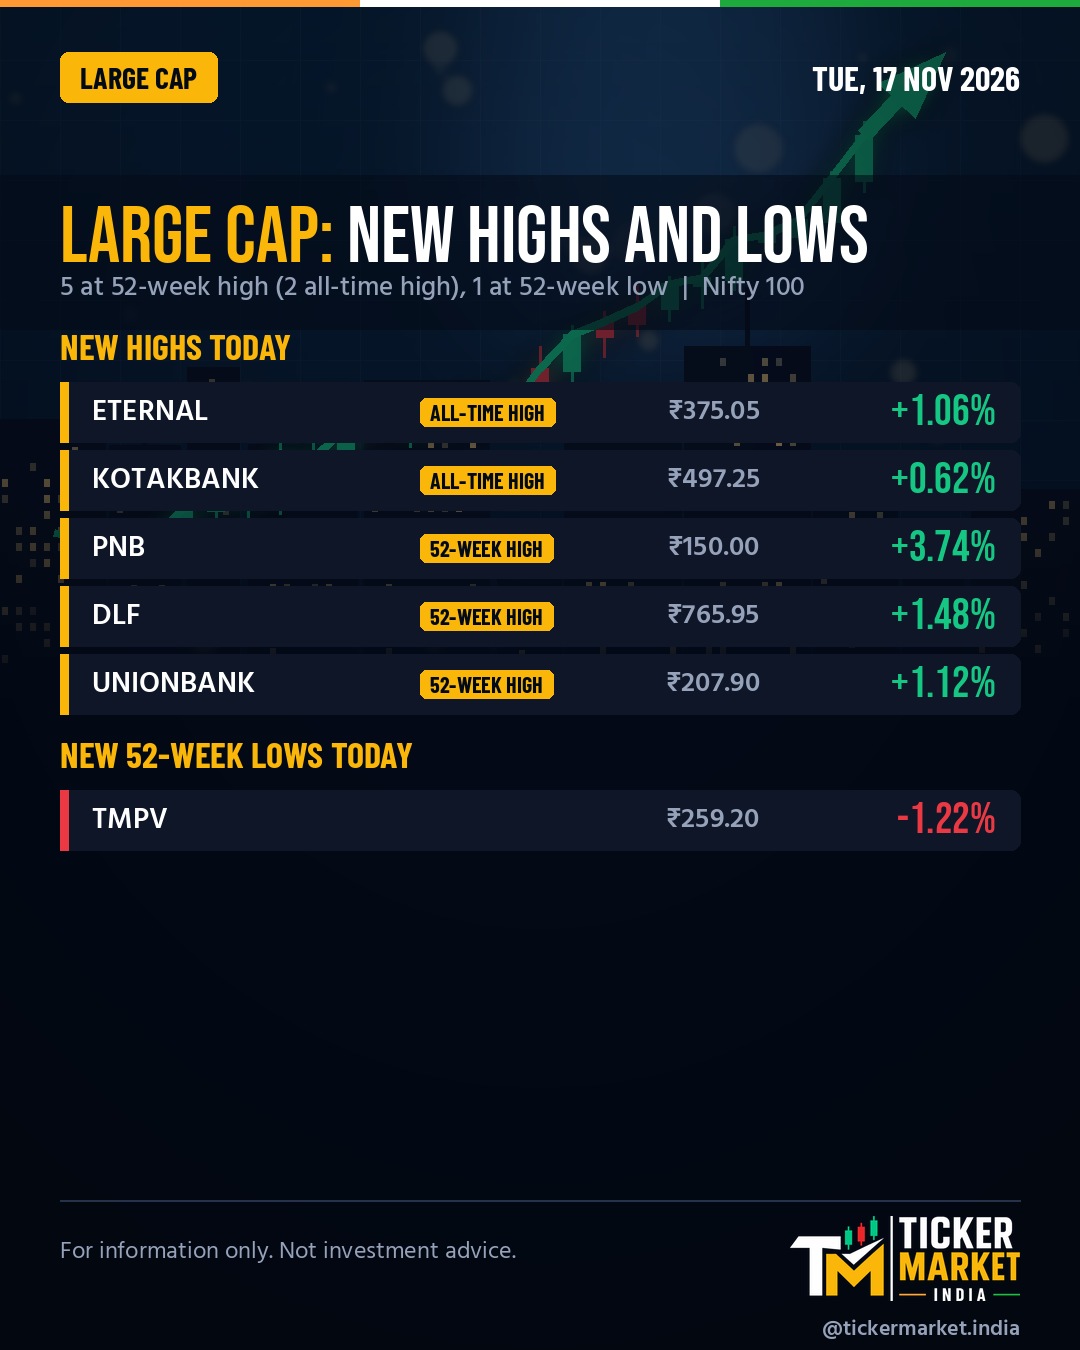 LARGE CAP
TUE, 17 NOV 2026
LARGE CAP: NEW HIGHS AND LOWS
5 at 52-week high (2 all-time high), 1 at 52-week low | Nifty 100
NEW HIGHS TODAY
ETERNAL ALL-TIME HIGH ₹375.05 +1.06%
KOTAKBANK ALL-TIME HIGH ₹497.25 +0.62%
PNB 52-WEEK HIGH ₹150.00 +3.74%
DLF 52-WEEK HIGH ₹765.95 +1.48%
UNIONBANK 52-WEEK HIGH ₹207.90 +1.12%
NEW 52-WEEK LOWS TODAY
TMPV ₹259.20 -1.22%
For information only. Not investment advice.
TM TICKER
MARKET
INDIA
@tickermarket.india